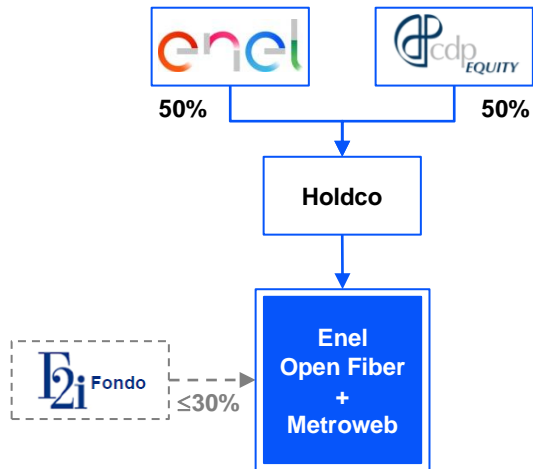 enel
cdp
EQUITY
50%
50%
Holdco
Enel
Open Fiber
+
Metroweb
F2i Fondo
≤30%